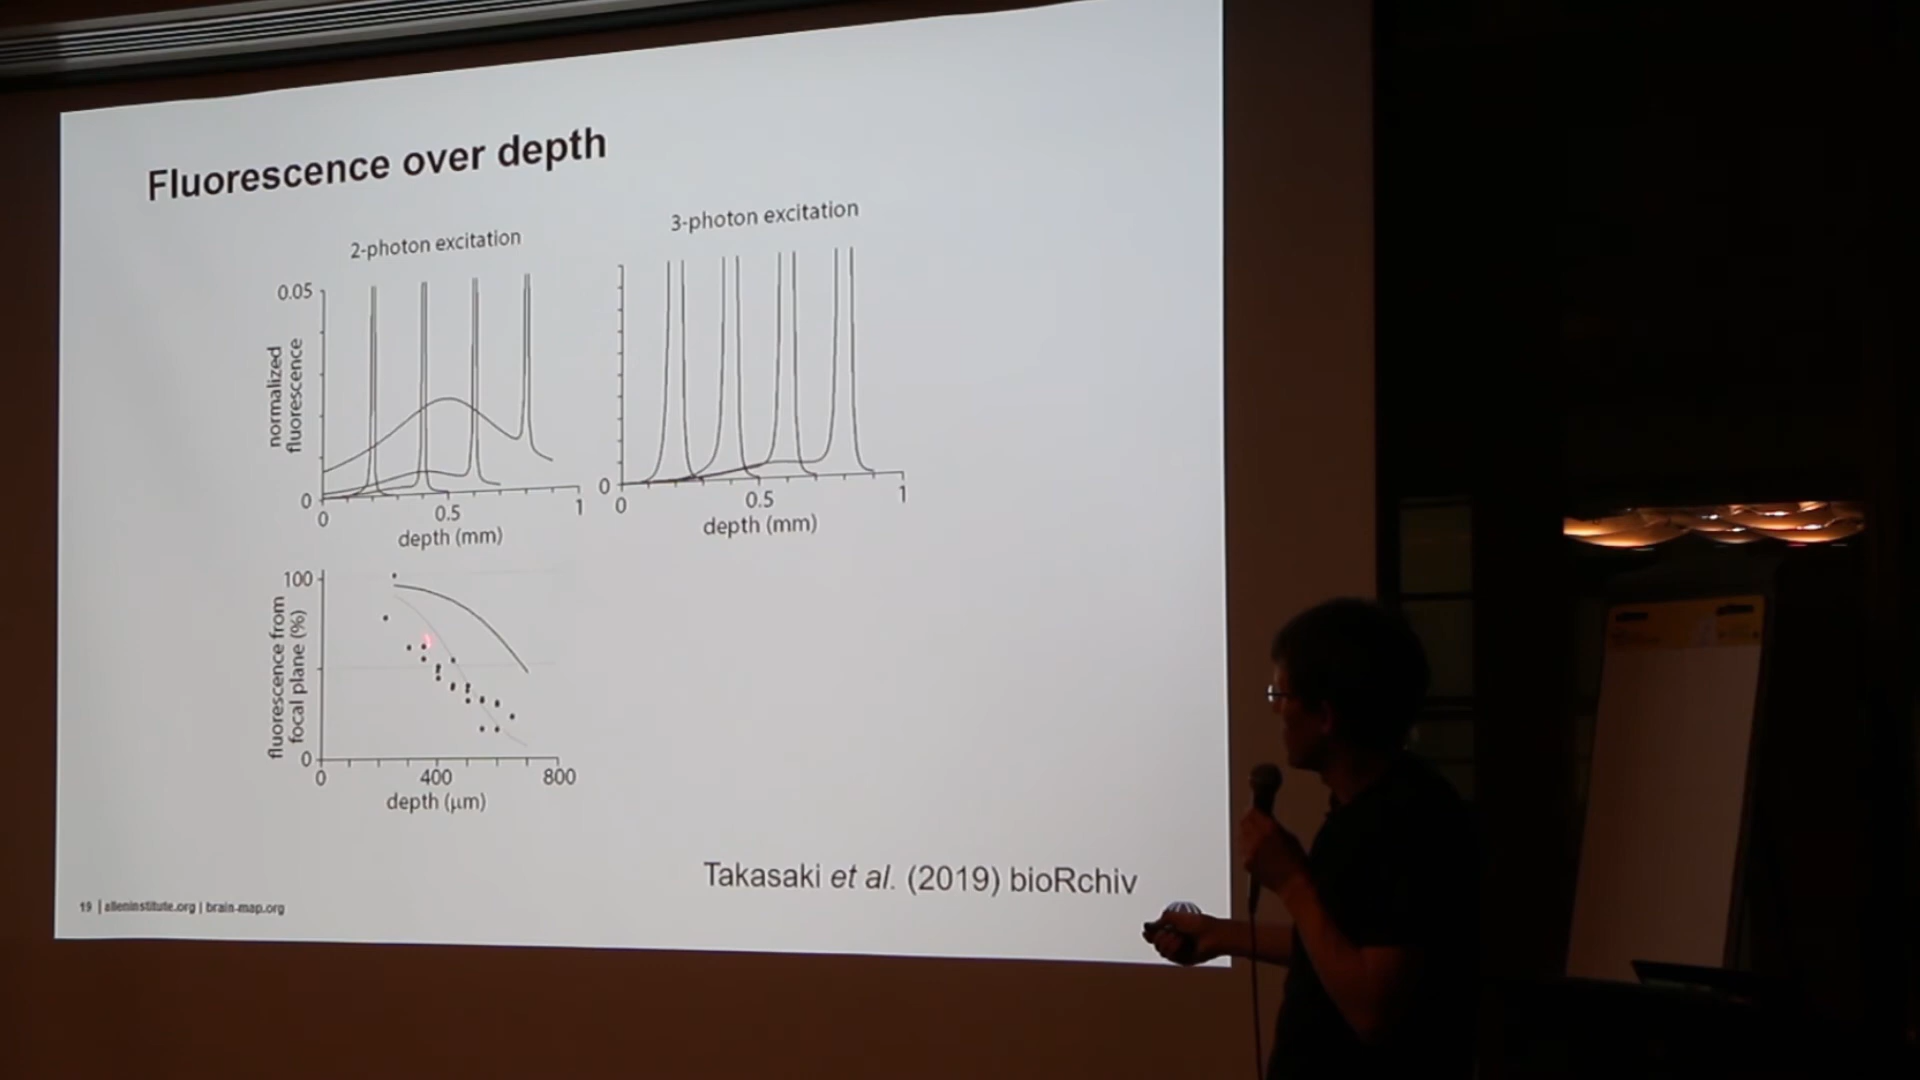 Fluorescence over depth
2-photon excitation
0.05
normalized
fluorescence
0
0
0.5
1
depth (mm)
3-photon excitation
0
0
0.5
1
depth (mm)
100
fluorescence from
focal plane (%)
0
0
400
800
depth (μm)
Takasaki et al. (2019) bioRchiv
19 | alleninstitute.org | brain-map.org